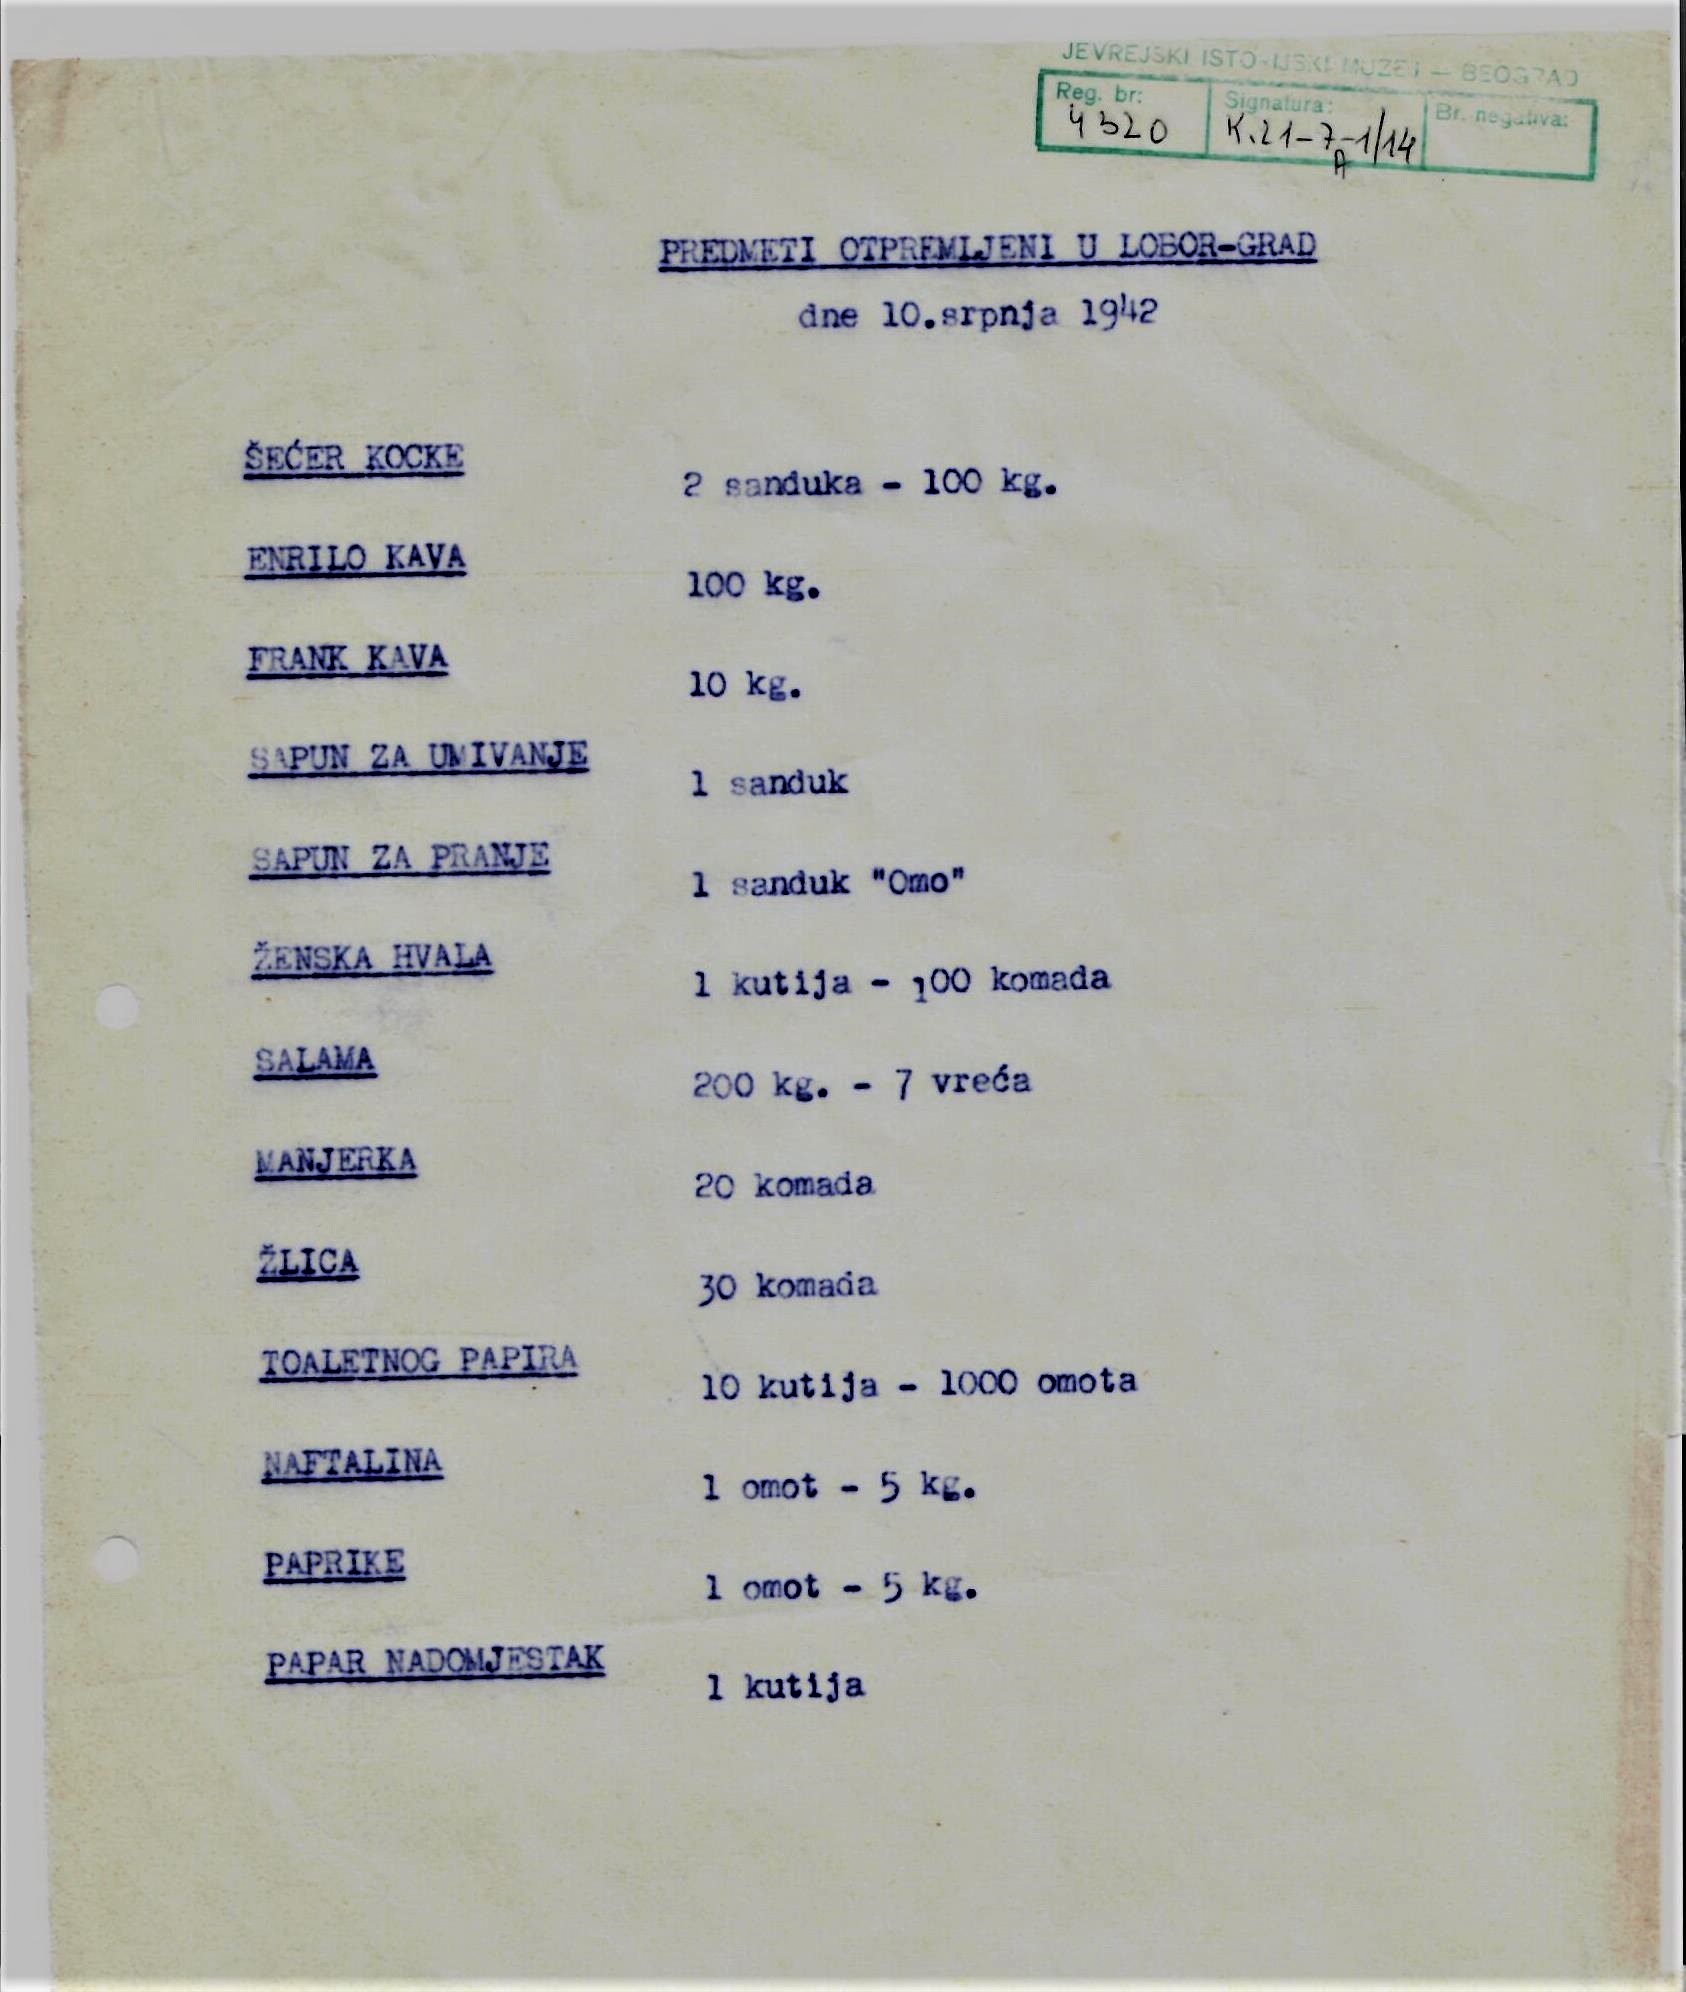 JEVREJSKI ISTORIJSKI MUZEJ — BEOGRAD
Reg. br: Signatura: Br. negativa:
4320 K.21-7A-1/14
PREDMETI OTPREMLJENI U LOBOR-GRAD
dne 10.srpnja 1942
ŠEĆER KOCKE
2 sanduka - 100 kg.
ENRILO KAVA
100 kg.
FRANK KAVA
10 kg.
SAPUN ZA UMIVANJE
1 sanduk
SAPUN ZA PRANJE
1 sanduk "Omo"
ŽENSKA HVALA
1 kutija - 100 komada
SALAMA
200 kg. - 7 vreća
MANJERKA
20 komada
ŽLICA
30 komada
TOALETNOG PAPIRA
10 kutija - 1000 omota
NAFTALINA
1 omot - 5 kg.
PAPRIKE
1 omot - 5 kg.
PAPAR NADOMJESTAK
1 kutija